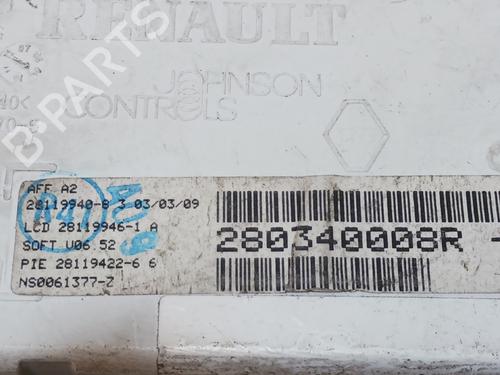 RENAULT
JOHNSON
CONTROLS
AFF A2
28119940-8 3 03/03/09
LCD 28119946-1 A
SOFT V06.52
PIE 28119422-6 6
NS0061377-Z
280340008R -
B-PARTS